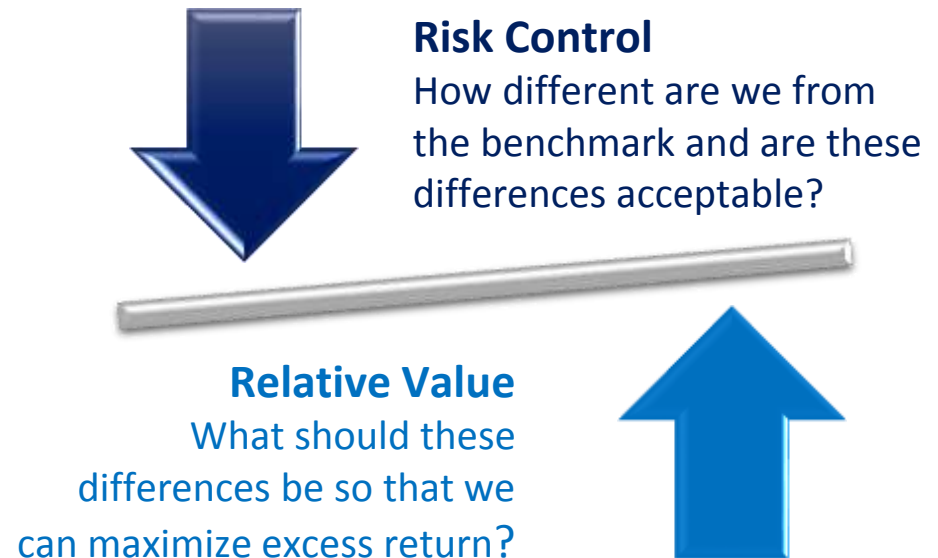 Risk Control
How different are we from
the benchmark and are these
differences acceptable?
Relative Value
What should these
differences be so that we
can maximize excess return?